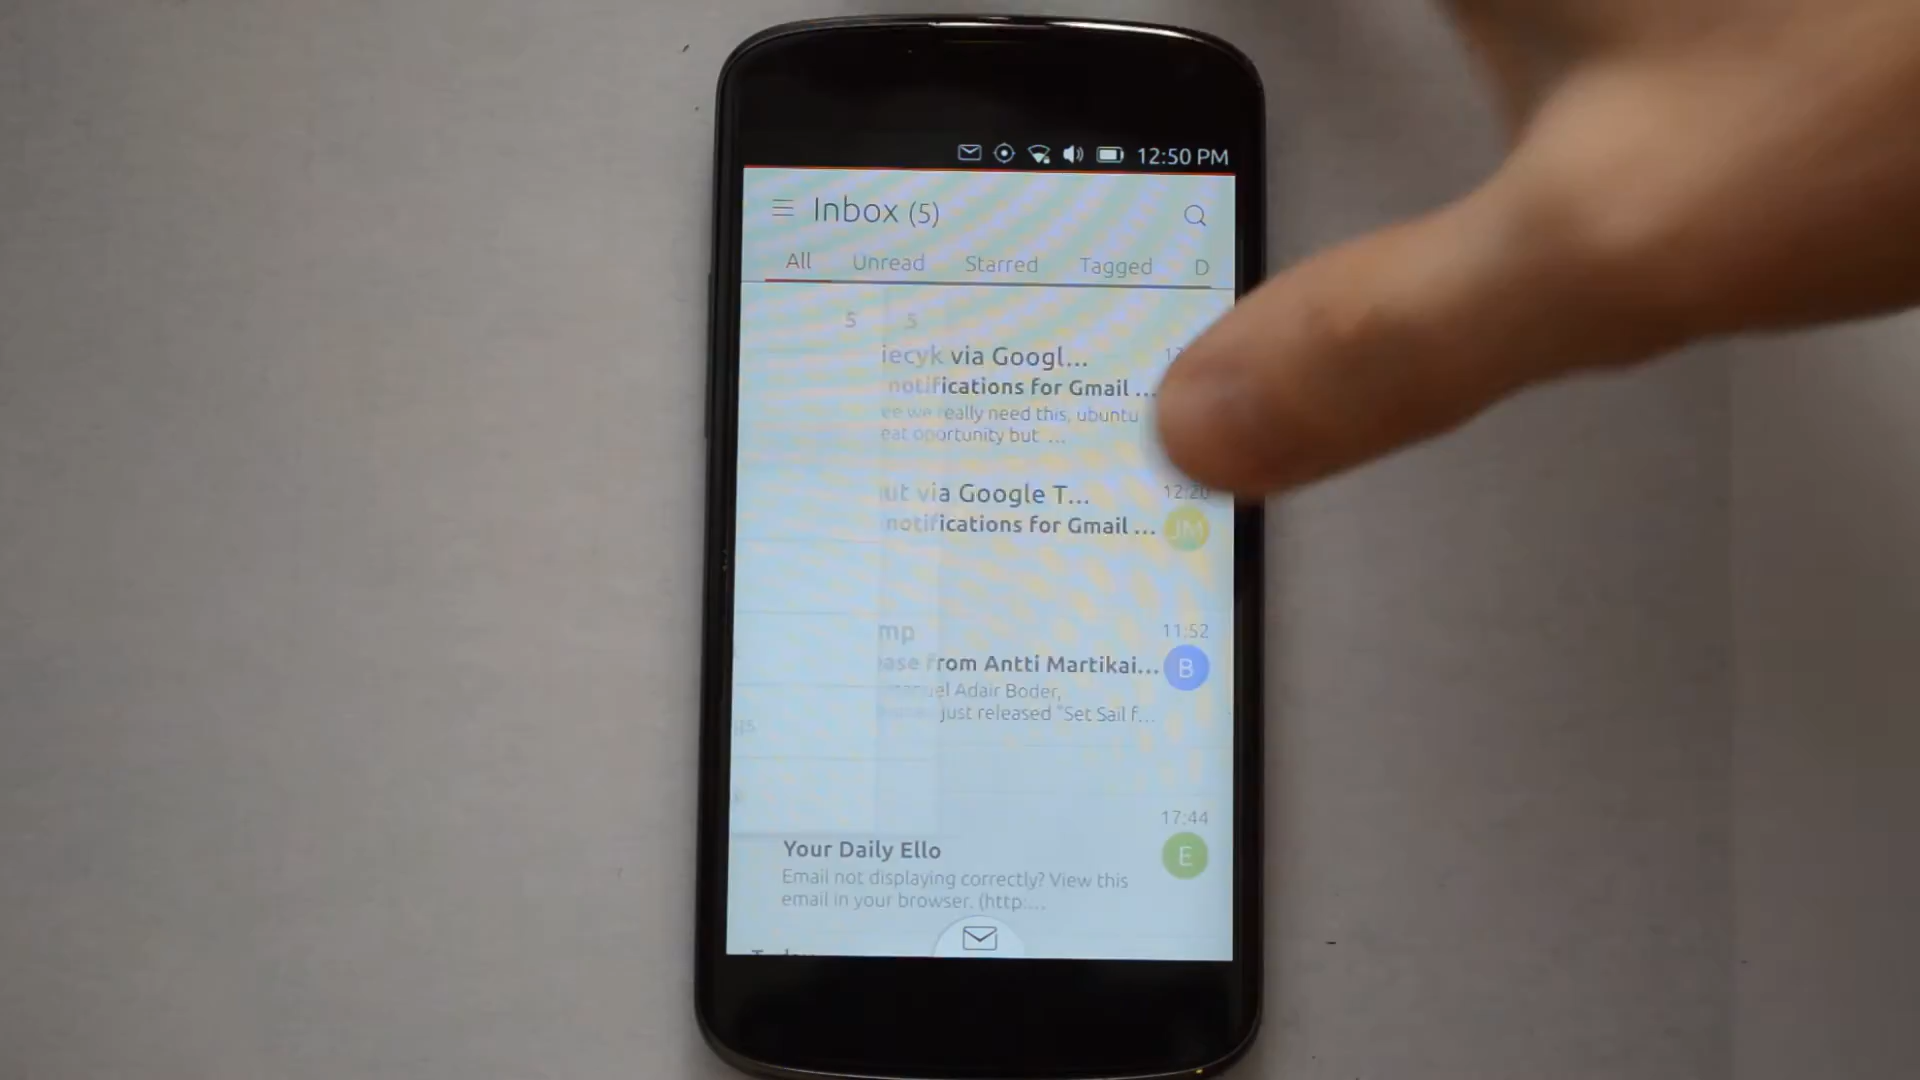 12:50 PM
Inbox (5)
All Unread Starred Tagged D
5 5
iecyk via Googl...
notifications for Gmail ...
ee we really need this, ubuntu
eat oportunity but ...
ut via Google T...
12:20
notifications for Gmail ...
JM
mp
11:52
ase from Antti Martikai...
B
el Adair Boder,
just released "Set Sail f...
17:44
Your Daily Ello
E
Email not displaying correctly? View this
email in your browser. (http:...